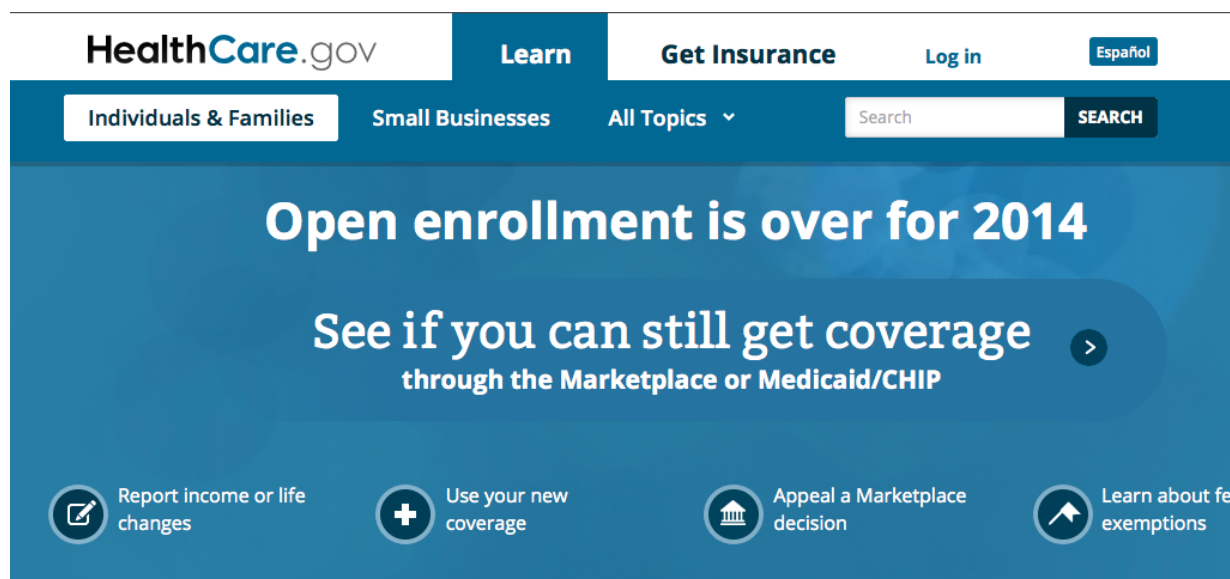 HealthCare.gov Learn Get Insurance Log in Español
Individuals & Families Small Businesses All Topics Search SEARCH
Open enrollment is over for 2014
See if you can still get coverage
through the Marketplace or Medicaid/CHIP
Report income or life
changes
Use your new
coverage
Appeal a Marketplace
decision
Learn about
exemptions